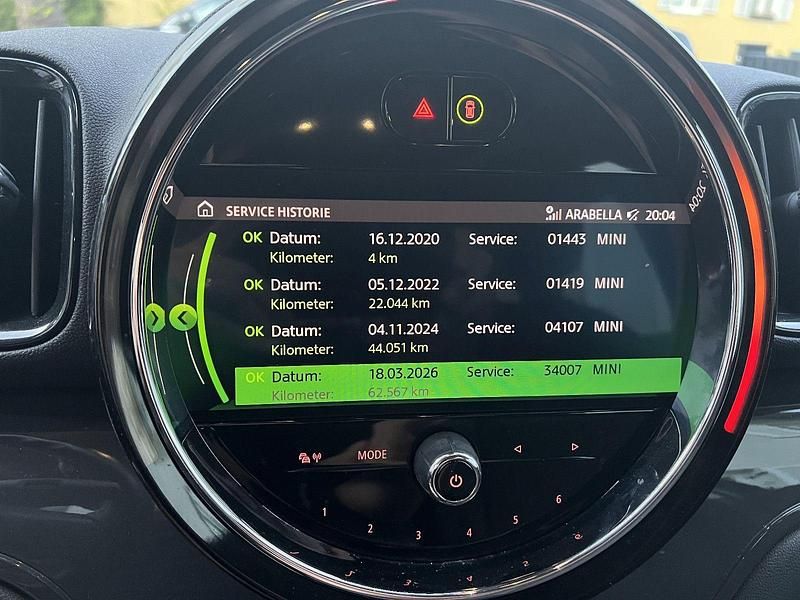 SERVICE HISTORIE ARABELLA 20:04
OK Datum: 16.12.2020 Service: 01443 MINI
Kilometer: 4 km
OK Datum: 05.12.2022 Service: 01419 MINI
Kilometer: 22.044 km
OK Datum: 04.11.2024 Service: 04107 MINI
Kilometer: 44.051 km
OK Datum: 18.03.2026 Service: 34007 MINI
Kilometer: 62.567 km
MODE
1 2 3 4 5 6